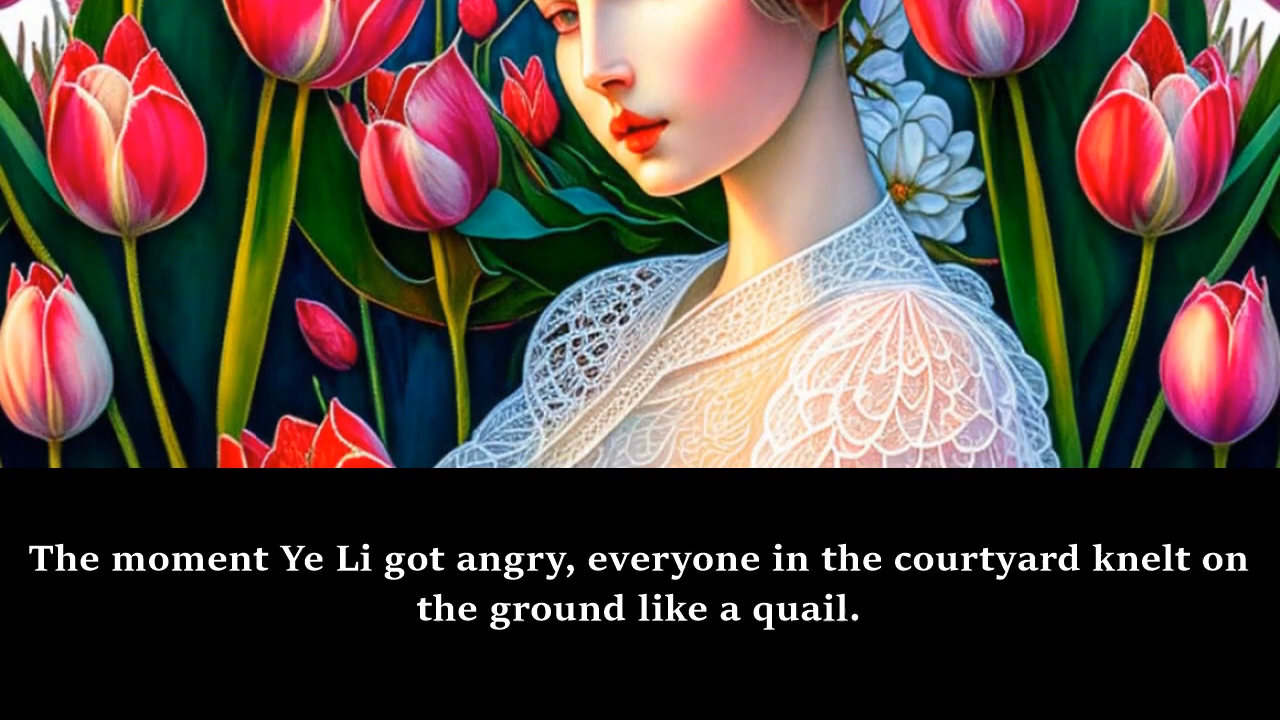 The moment Ye Li got angry, everyone in the courtyard knelt on
the ground like a quail.